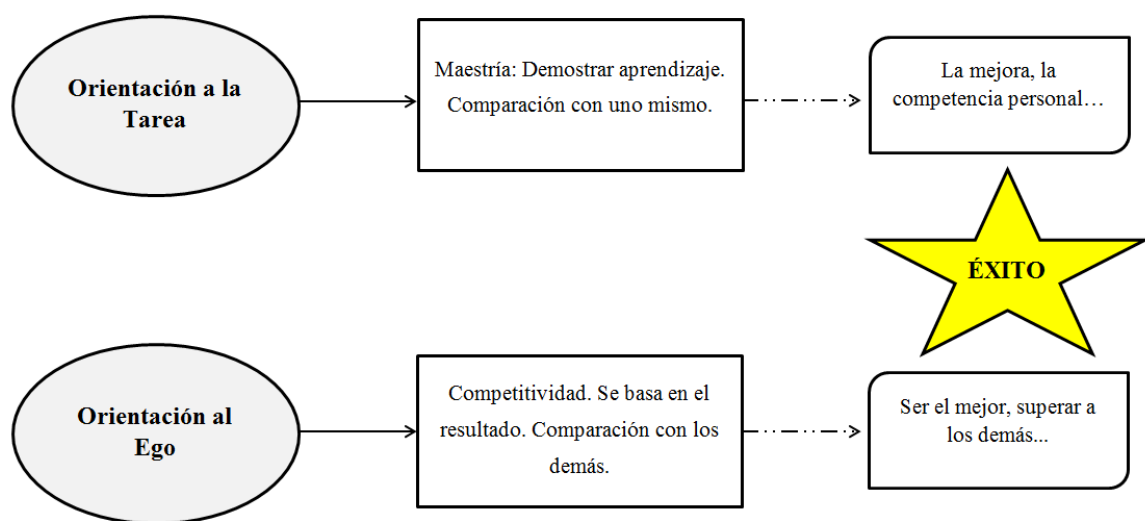 Orientación a la
Tarea
Maestría: Demostrar aprendizaje.
Comparación con uno mismo.
La mejora, la
competencia personal…
ÉXITO
Orientación al
Ego
Competitividad. Se basa en el
resultado. Comparación con los
demás.
Ser el mejor, superar a
los demás...